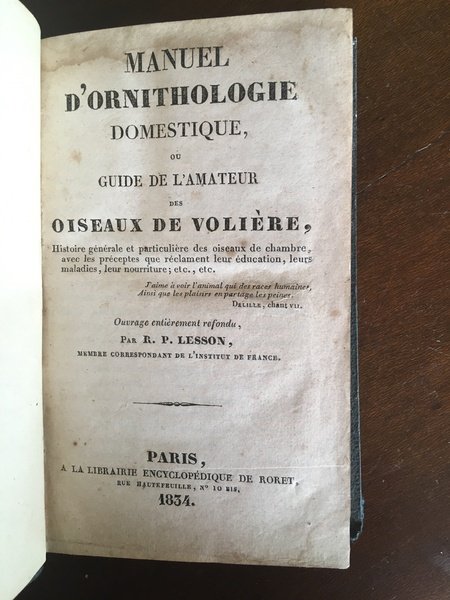 MANUEL
D'ORNITHOLOGIE
DOMESTIQUE,
OU
GUIDE DE L'AMATEUR
DES
OISEAUX DE VOLIÈRE,
Histoire générale et particulière des oiseaux de chambre,
avec les préceptes que réclament leur éducation, leurs
maladies, leur nourriture; etc., etc.
J'aime à voir l'animal qui des races humaines,
Ainsi que les plaisirs en partage les peines.
DELILLE, chant VII.
Ouvrage entièrement refondu,
PAR R. P. LESSON,
MEMBRE CORRESPONDANT DE L'INSTITUT DE FRANCE.
PARIS,
A LA LIBRAIRIE ENCYCLOPÉDIQUE DE RORET,
RUE HAUTEFEUILLE, N° 10 BIS.
1834.